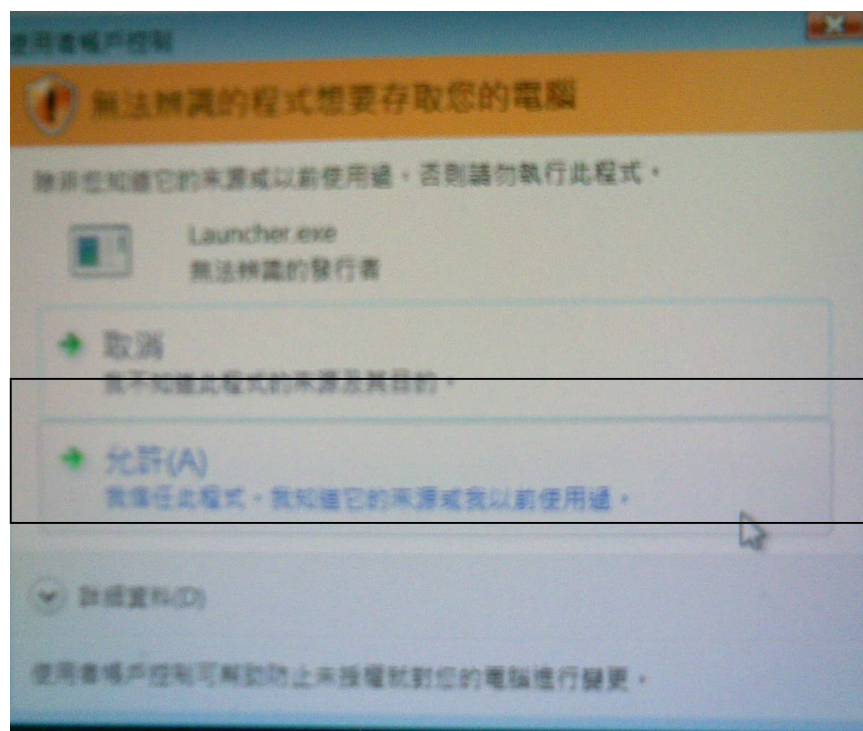 使用者帳戶控制
無法辨識的程式想要存取您的電腦
除非您知道它的來源或以前使用過，否則請勿執行此程式。
Launcher.exe
無法辨識的發行者
取消
我不知道此程式的來源及其目的。
允許(A)
我信任此程式。我知道它的來源或我以前使用過。
詳細資料(D)
使用者帳戶控制可幫助防止未授權就對您的電腦進行變更。